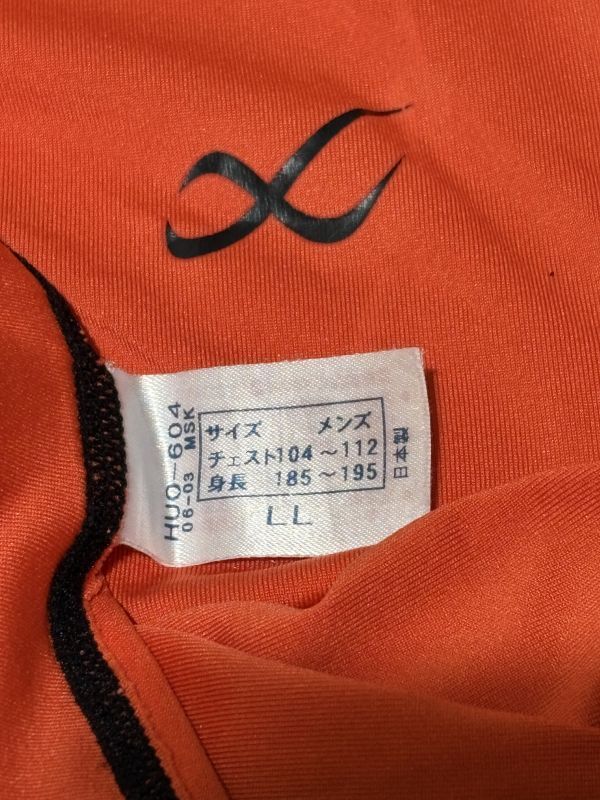 HUO-604
06-03 MSK
サイズ メンズ
チェスト104～112
身長 185～195
LL
日本製